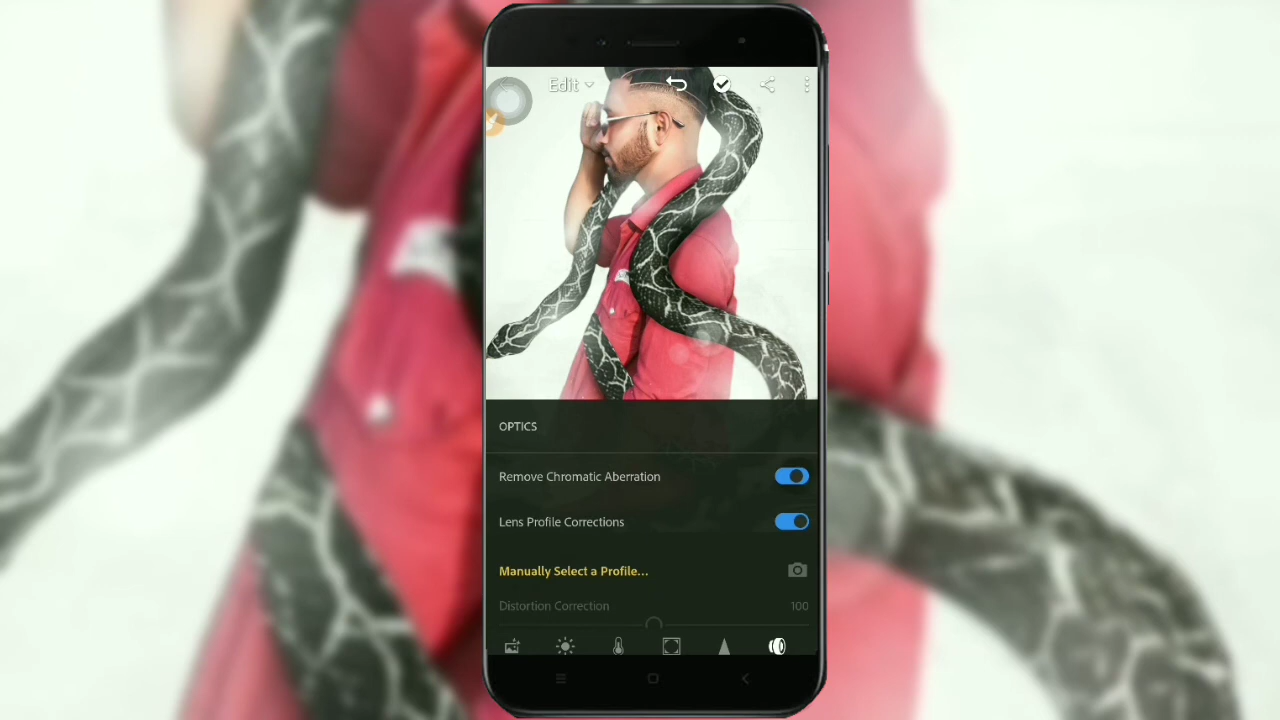 Edit
OPTICS
Remove Chromatic Aberration
Lens Profile Corrections
Manually Select a Profile...
Distortion Correction 100